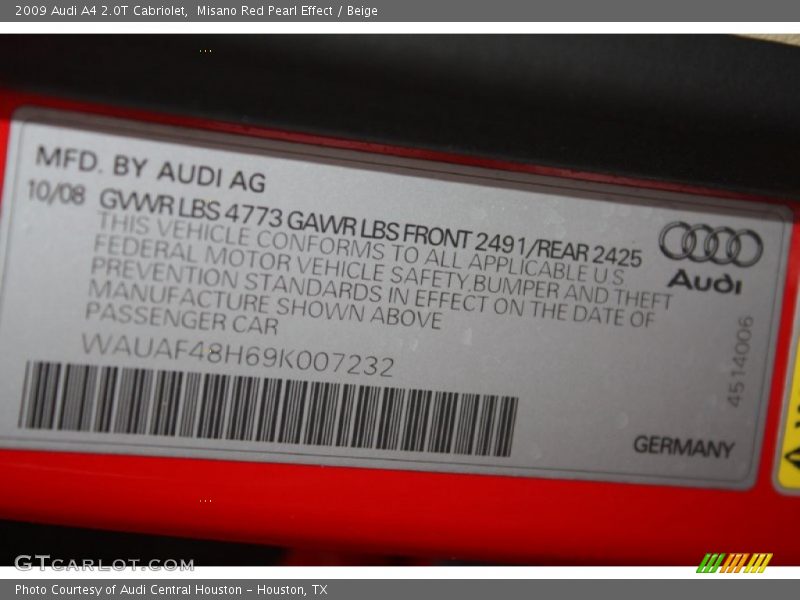 2009 Audi A4 2.0T Cabriolet,  Misano Red Pearl Effect / Beige
MFD. BY AUDI AG
10/08 GVWR LBS 4773 GAWR LBS FRONT 2491/REAR 2425
THIS VEHICLE CONFORMS TO ALL APPLICABLE U S
FEDERAL MOTOR VEHICLE SAFETY,BUMPER AND THEFT
PREVENTION STANDARDS IN EFFECT ON THE DATE OF
MANUFACTURE SHOWN ABOVE
PASSENGER CAR
WAUAF48H69K007232
Audi
4514006
GERMANY
GTCARLOT.COM
Photo Courtesy of Audi Central Houston - Houston, TX